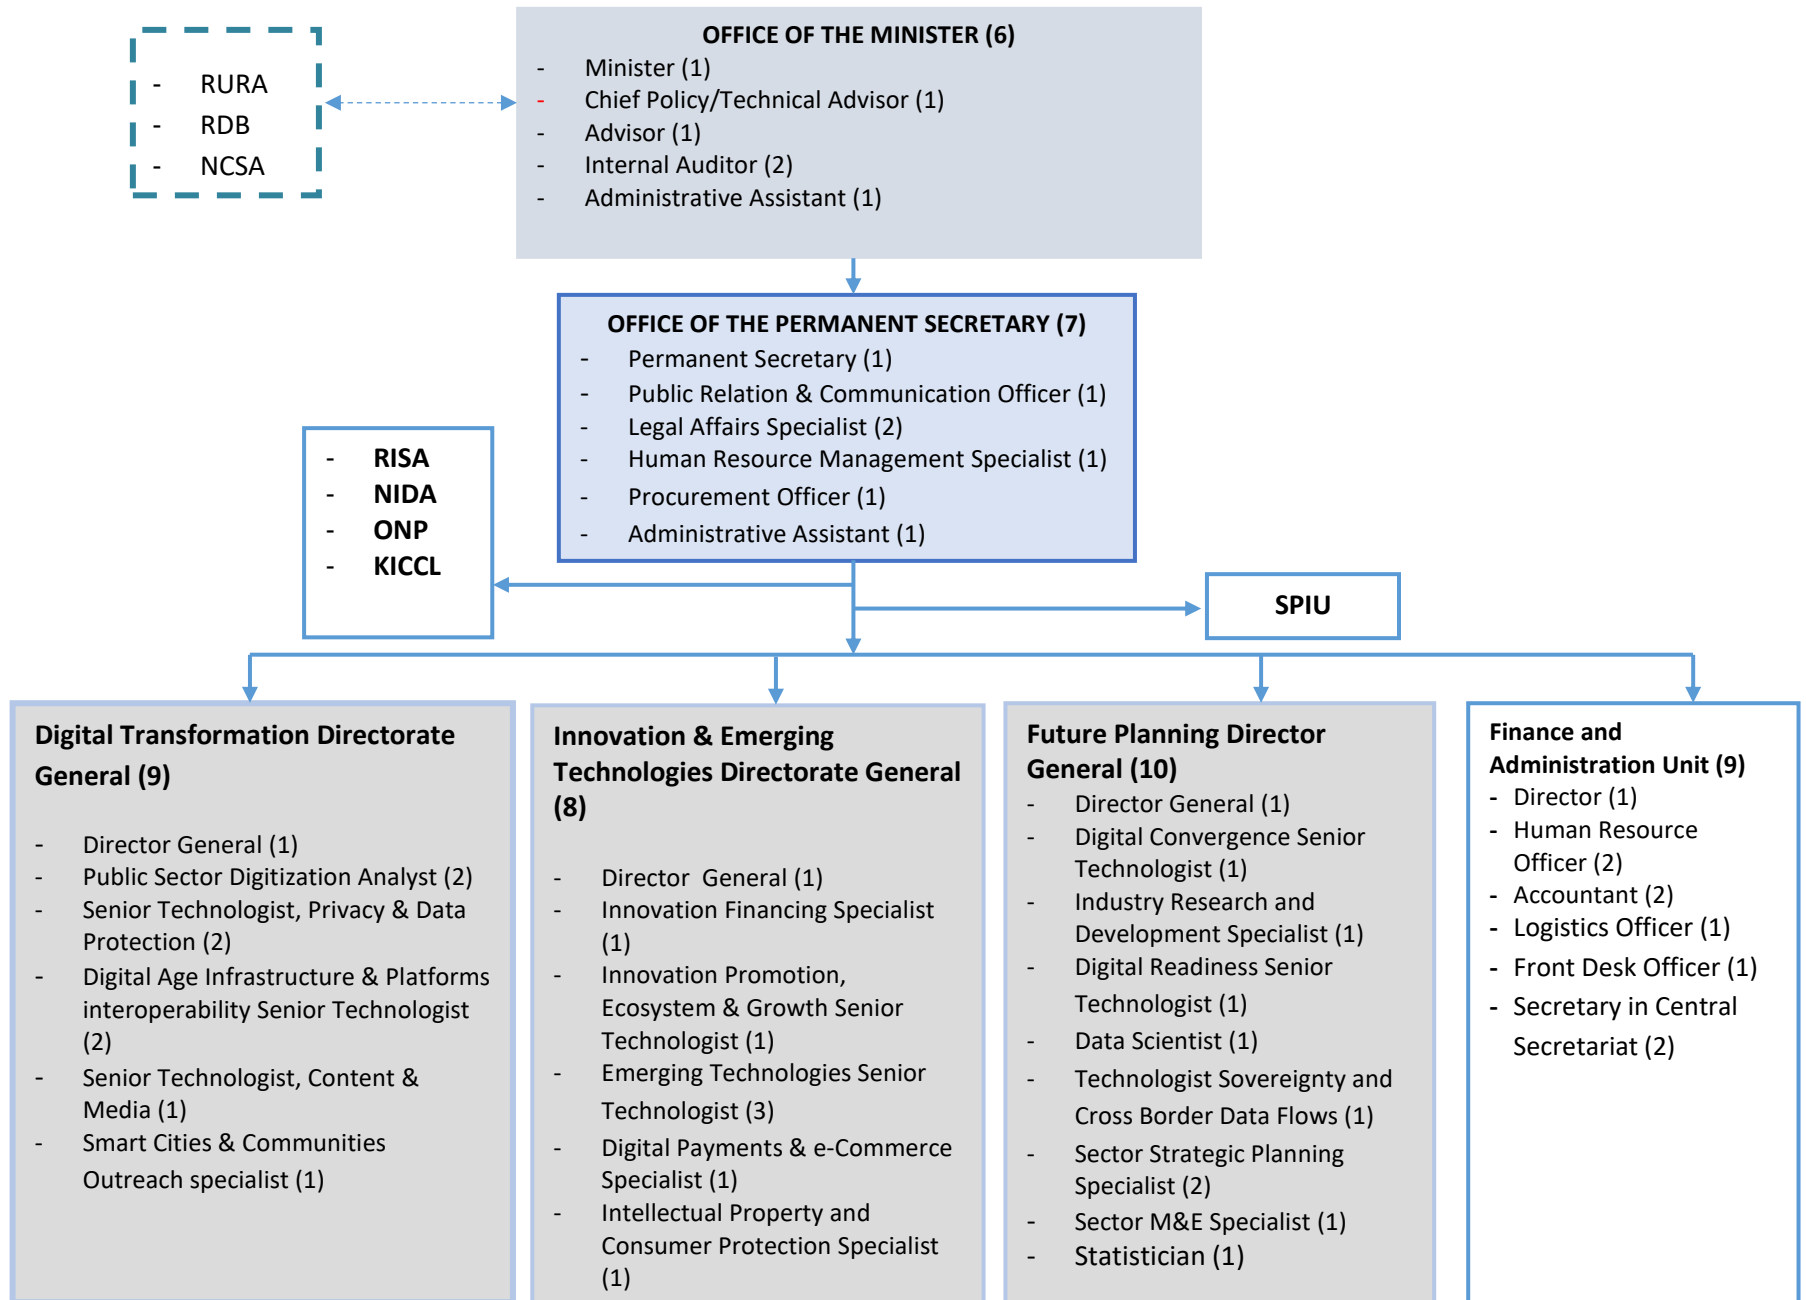 - RURA
- RDB
- NCSA
OFFICE OF THE MINISTER (6)
- Minister (1)
- Chief Policy/Technical Advisor (1)
- Advisor (1)
- Internal Auditor (2)
- Administrative Assistant (1)
OFFICE OF THE PERMANENT SECRETARY (7)
- Permanent Secretary (1)
- Public Relation & Communication Officer (1)
- Legal Affairs Specialist (2)
- Human Resource Management Specialist (1)
- Procurement Officer (1)
- Administrative Assistant (1)
- RISA
- NIDA
- ONP
- KICCL
SPIU
Digital Transformation Directorate
General (9)
- Director General (1)
- Public Sector Digitization Analyst (2)
- Senior Technologist, Privacy & Data
Protection (2)
- Digital Age Infrastructure & Platforms
interoperability Senior Technologist
(2)
- Senior Technologist, Content &
Media (1)
- Smart Cities & Communities
Outreach specialist (1)
Innovation & Emerging
Technologies Directorate General
(8)
- Director General (1)
- Innovation Financing Specialist
(1)
- Innovation Promotion,
Ecosystem & Growth Senior
Technologist (1)
- Emerging Technologies Senior
Technologist (3)
- Digital Payments & e-Commerce
Specialist (1)
- Intellectual Property and
Consumer Protection Specialist
(1)
Future Planning Director
General (10)
- Director General (1)
- Digital Convergence Senior
Technologist (1)
- Industry Research and
Development Specialist (1)
- Digital Readiness Senior
Technologist (1)
- Data Scientist (1)
- Technologist Sovereignty and
Cross Border Data Flows (1)
- Sector Strategic Planning
Specialist (2)
- Sector M&E Specialist (1)
- Statistician (1)
Finance and
Administration Unit (9)
- Director (1)
- Human Resource
Officer (2)
- Accountant (2)
- Logistics Officer (1)
- Front Desk Officer (1)
- Secretary in Central
Secretariat (2)